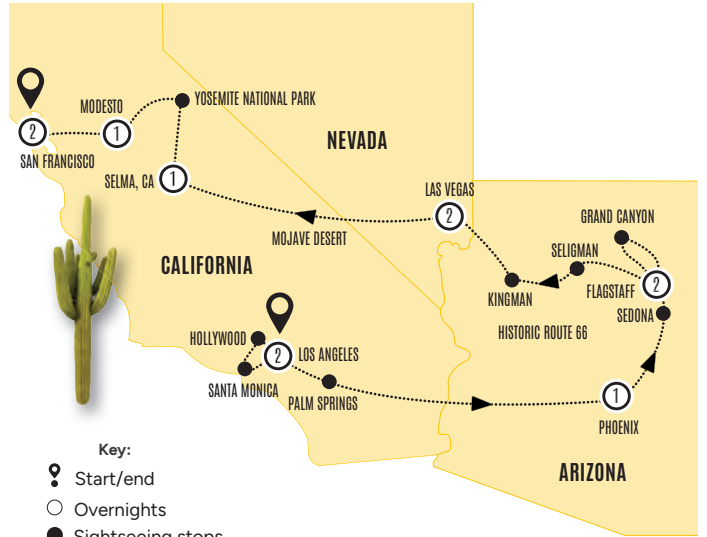 MODESTO
YOSEMITE NATIONAL PARK
2
1
NEVADA
SAN FRANCISCO
SELMA, CA
1
LAS VEGAS
2
GRAND CANYON
MOJAVE DESERT
SELIGMAN
CALIFORNIA
2
FLAGSTAFF
KINGMAN
SEDONA
HISTORIC ROUTE 66
HOLLYWOOD
2
LOS ANGELES
SANTA MONICA
PALM SPRINGS
1
PHOENIX
ARIZONA
Key:
Start/end
Overnights
Sightseeing stops